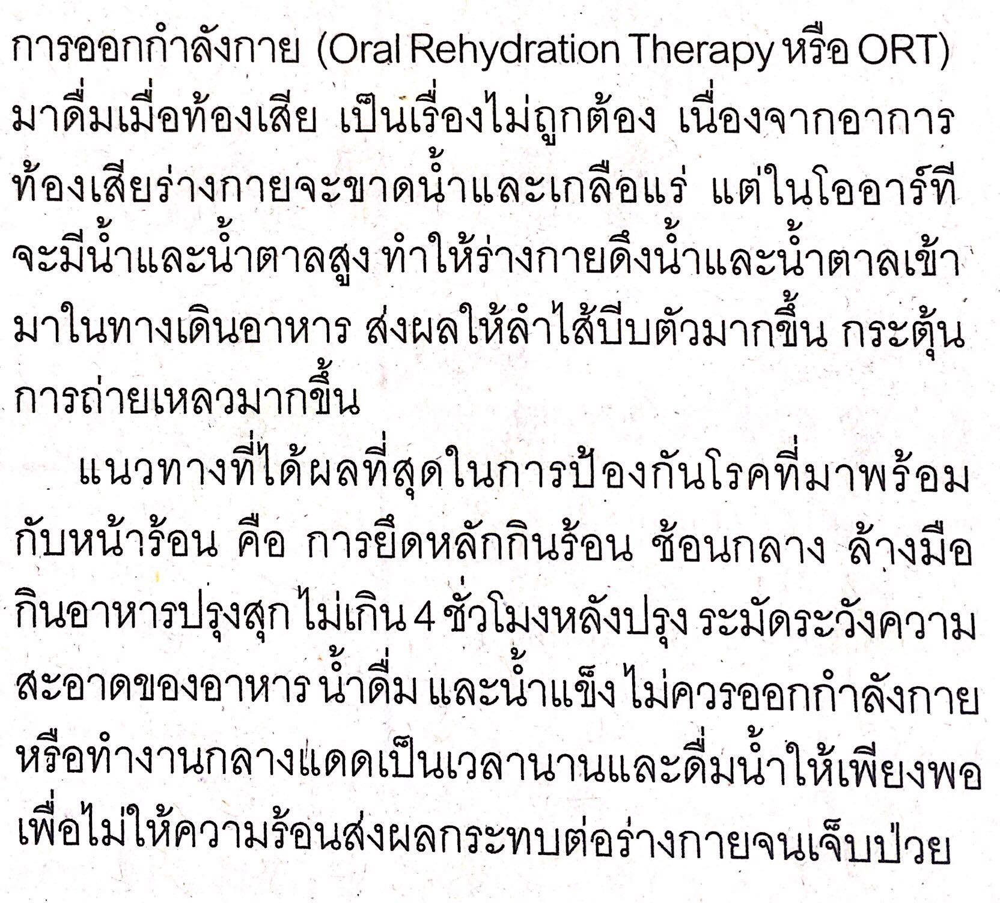 การออกกำลังกาย (Oral Rehydration Therapy หรือ ORT)
มาดื่มเมื่อท้องเสีย เป็นเรื่องไม่ถูกต้อง เนื่องจากอาการ
ท้องเสียร่างกายจะขาดน้ำและเกลือแร่ แต่ในโออาร์ที
จะมีน้ำและน้ำตาลสูง ทำให้ร่างกายดึงน้ำและน้ำตาลเข้า
มาในทางเดินอาหาร ส่งผลให้ลำไส้บีบตัวมากขึ้น กระตุ้น
การถ่ายเหลวมากขึ้น
แนวทางที่ได้ผลที่สุดในการป้องกันโรคที่มาพร้อม
กับหน้าร้อน คือ การยึดหลักกินร้อน ช้อนกลาง ล้างมือ
กินอาหารปรุงสุก ไม่เกิน 4 ชั่วโมงหลังปรุง ระมัดระวังความ
สะอาดของอาหาร น้ำดื่ม และน้ำแข็ง ไม่ควรออกกำลังกาย
หรือทำงานกลางแดดเป็นเวลานานและดื่มน้ำให้เพียงพอ
เพื่อไม่ให้ความร้อนส่งผลกระทบต่อร่างกายจนเจ็บป่วย